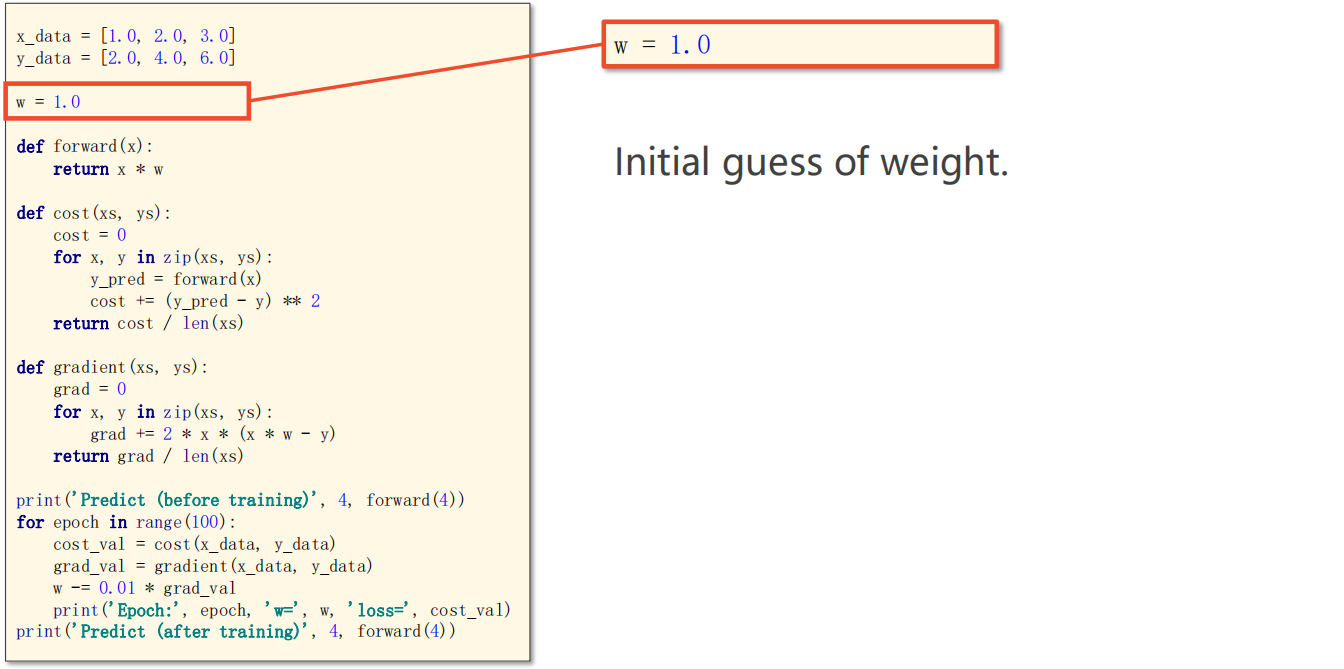 x_data = [1.0, 2.0, 3.0]
y_data = [2.0, 4.0, 6.0]
w = 1.0
def forward(x):
    return x * w
def cost(xs, ys):
    cost = 0
    for x, y in zip(xs, ys):
        y_pred = forward(x)
        cost += (y_pred - y) ** 2
    return cost / len(xs)
def gradient(xs, ys):
    grad = 0
    for x, y in zip(xs, ys):
        grad += 2 * x * (x * w - y)
    return grad / len(xs)
print('Predict (before training)', 4, forward(4))
for epoch in range(100):
    cost_val = cost(x_data, y_data)
    grad_val = gradient(x_data, y_data)
    w -= 0.01 * grad_val
    print('Epoch:', epoch, 'w=', w, 'loss=', cost_val)
print('Predict (after training)', 4, forward(4))
w = 1.0
Initial guess of weight.